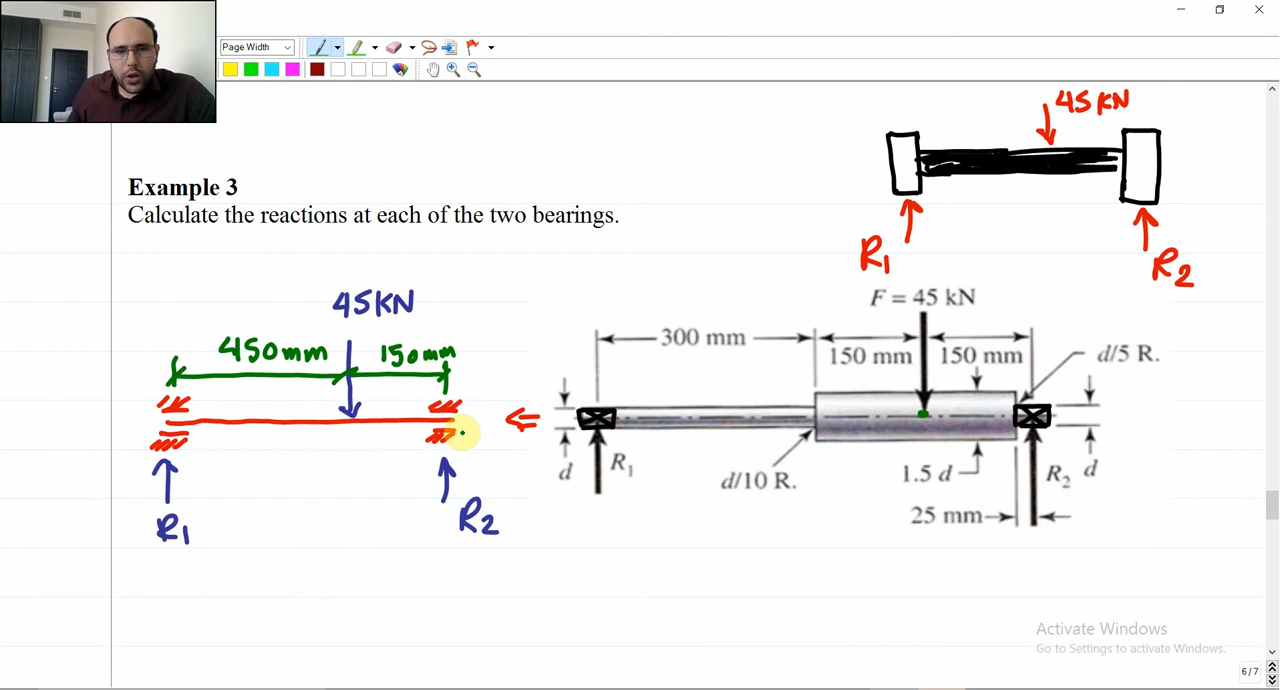 Page Width
45 KN
Example 3
Calculate the reactions at each of the two bearings.
R1
R2
45KN
F = 45 kN
450mm
150mm
300 mm
150 mm
150 mm
d/5 R.
d
R1
d/10 R.
1.5 d
R2
d
25 mm
R1
R2
Activate Windows
Go to Settings to activate Windows.
6/7